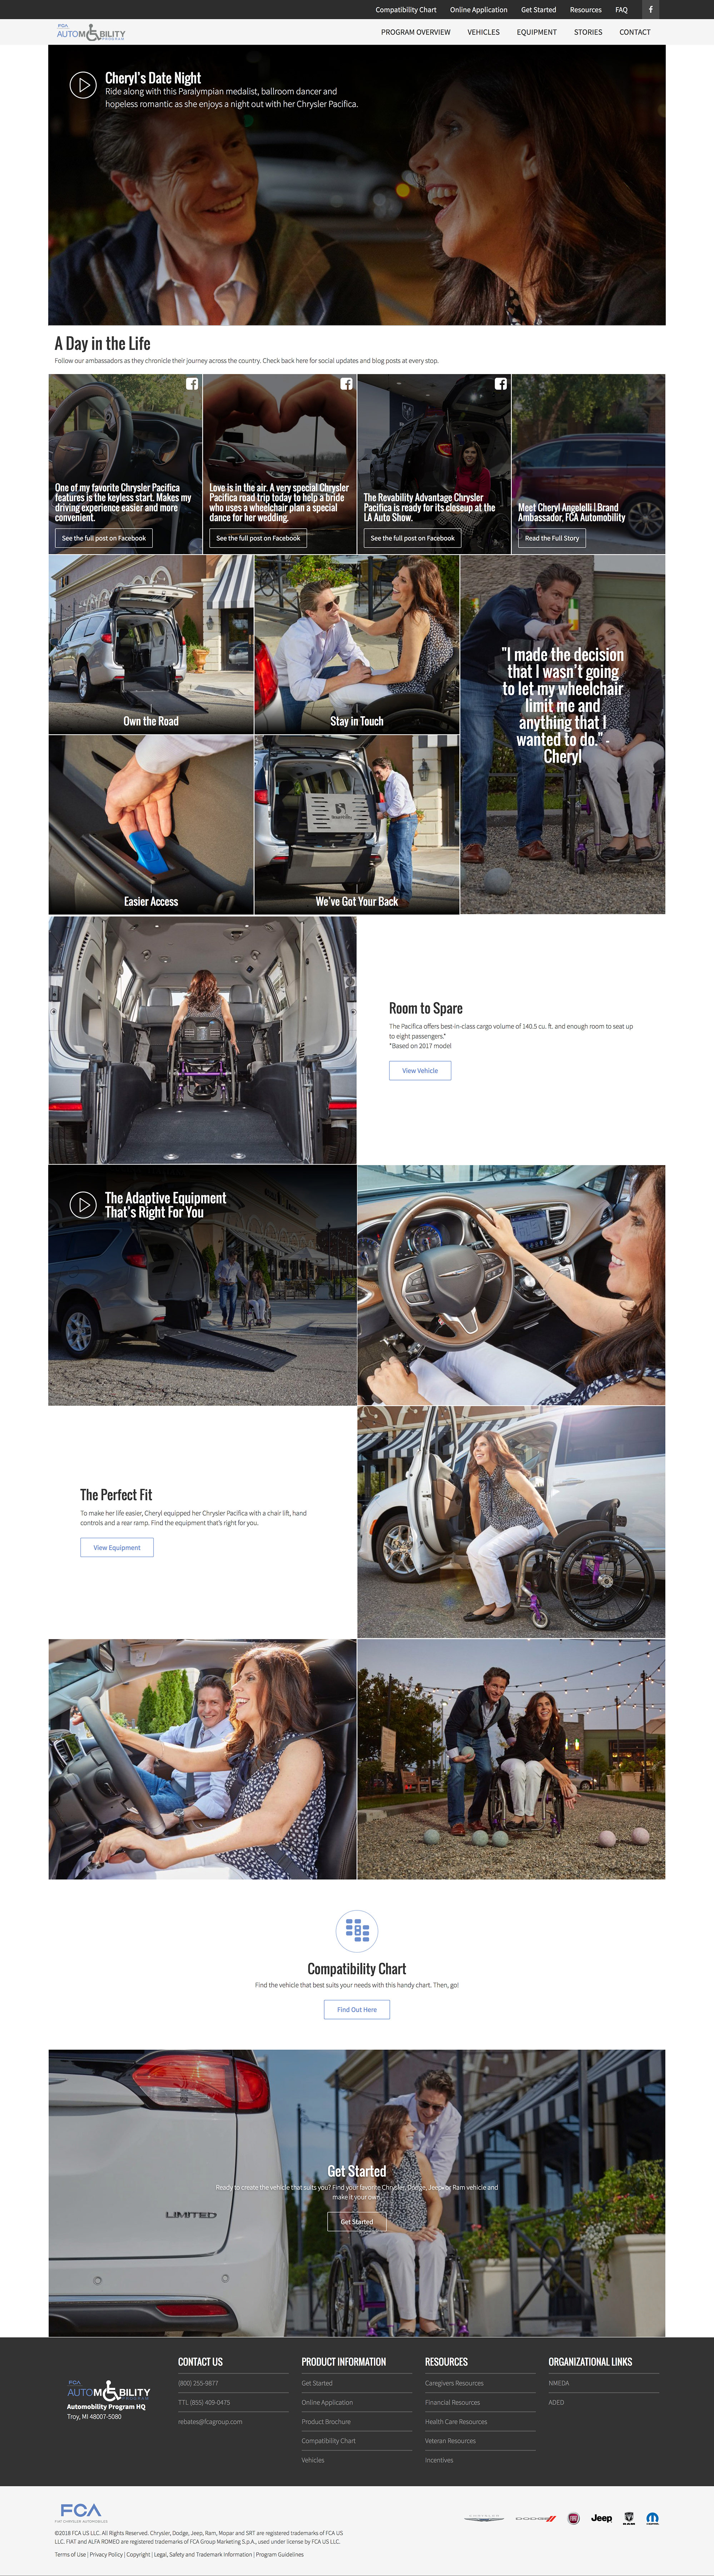 Compatibility Chart Online Application Get Started Resources FAQ
FCA
AUTOMOBILITY
PROGRAM
PROGRAM OVERVIEW VEHICLES EQUIPMENT STORIES CONTACT
Cheryl's Date Night
Ride along with this Paralympian medalist, ballroom dancer and
hopeless romantic as she enjoys a night out with her Chrysler Pacifica.
A Day in the Life
Follow our ambassadors as they chronicle their journey across the country. Check back here for social updates and blog posts at every stop.
One of my favorite Chrysler Pacifica
features is the keyless start. Makes my
driving experience easier and more
convenient.
See the full post on Facebook
Love is in the air. A very special Chrysler
Pacifica road trip today to help a bride
who uses a wheelchair plan a special
dance for her wedding.
See the full post on Facebook
The Revability Advantage Chrysler
Pacifica is ready for its closeup at the
LA Auto Show.
See the full post on Facebook
Meet Cheryl Angelelli | Brand
Ambassador, FCA Automobility
Read the Full Story
Own the Road
Stay in Touch
"I made the decision
that I wasn't going
to let my wheelchair
limit me and
anything that I
wanted to do." -
Cheryl
Easier Access
We've Got Your Back
Room to Spare
The Pacifica offers best-in-class cargo volume of 140.5 cu. ft. and enough room to seat up
to eight passengers.*
*Based on 2017 model
View Vehicle
The Adaptive Equipment
That's Right For You
The Perfect Fit
To make her life easier, Cheryl equipped her Chrysler Pacifica with a chair lift, hand
controls and a rear ramp. Find the equipment that's right for you.
View Equipment
Compatibility Chart
Find the vehicle that best suits your needs with this handy chart. Then, go!
Find Out Here
LIMITED
Get Started
Ready to create the vehicle that suits you? Find your favorite Chrysler, Dodge, Jeep® or Ram vehicle and
make it your own.
Get Started
FCA
AUTOMOBILITY
PROGRAM
Automobility Program HQ
Troy, MI 48007-5080
CONTACT US
(800) 255-9877
TTL (855) 409-0475
rebates@fcagroup.com
PRODUCT INFORMATION
Get Started
Online Application
Product Brochure
Compatibility Chart
Vehicles
RESOURCES
Caregivers Resources
Financial Resources
Health Care Resources
Veteran Resources
Incentives
ORGANIZATIONAL LINKS
NMEDA
ADED
FCA
FIAT CHRYSLER AUTOMOBILES
CHRYSLER DODGE FIAT Jeep RAM mopar
©2018 FCA US LLC. All Rights Reserved. Chrysler, Dodge, Jeep, Ram, Mopar and SRT are registered trademarks of FCA US
LLC. FIAT and ALFA ROMEO are registered trademarks of FCA Group Marketing S.p.A., used under license by FCA US LLC.
Terms of Use | Privacy Policy | Copyright | Legal, Safety and Trademark Information | Program Guidelines